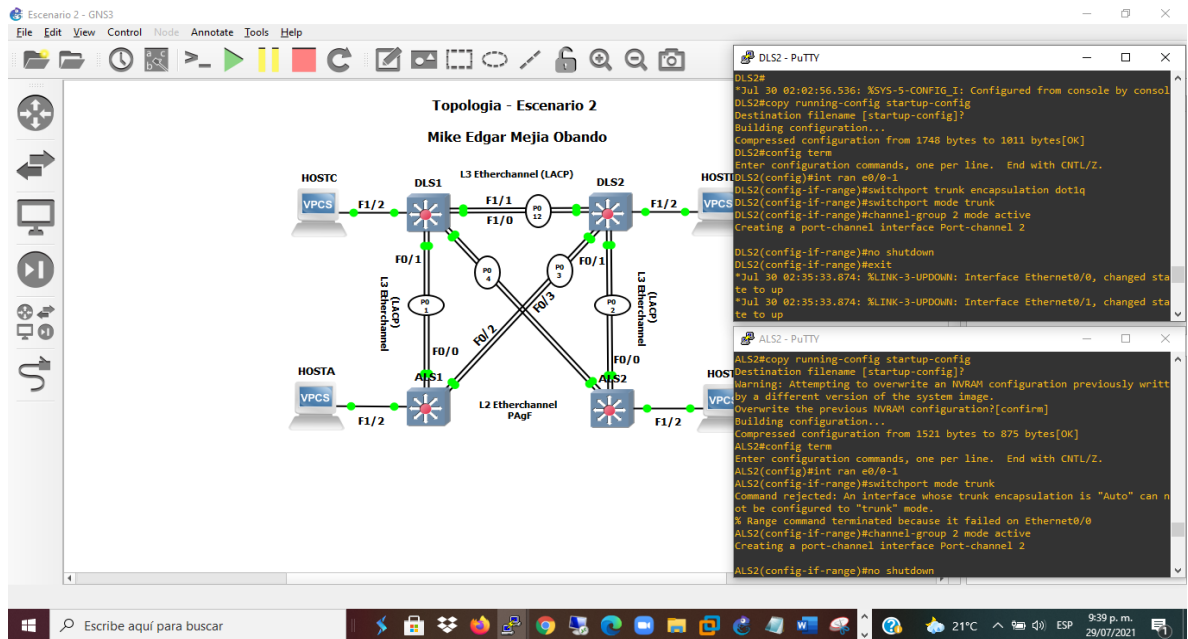 Escenario 2 - GNS3
File Edit View Control Node Annotate Tools Help
Topologia - Escenario 2
Mike Edgar Mejia Obando
HOSTC
VPCS
F1/2
DLS1
L3 Etherchannel (LACP)
F1/1
F1/0
PO
12
DLS2
F1/2
HOSTD
VPCS
F0/1
PO
4
PO
3
F0/1
L3 Etherchannel
(LACP)
PO
1
F0/2
F0/3
PO
2
L3 Etherchannel
(LACP)
F0/0
F0/0
HOSTA
VPCS
F1/2
ALS1
L2 Etherchannel
PAgF
ALS2
F1/2
HOST
VPC
DLS2 - PuTTY
DLS2#
*Jul 30 02:02:56.536: %SYS-5-CONFIG_I: Configured from console by consol
DLS2#copy running-config startup-config
Destination filename [startup-config]?
Building configuration...
Compressed configuration from 1748 bytes to 1011 bytes[OK]
DLS2#config term
Enter configuration commands, one per line.  End with CNTL/Z.
DLS2(config)#int ran e0/0-1
DLS2(config-if-range)#switchport trunk encapsulation dot1q
DLS2(config-if-range)#switchport mode trunk
DLS2(config-if-range)#channel-group 2 mode active
Creating a port-channel interface Port-channel 2
DLS2(config-if-range)#no shutdown
DLS2(config-if-range)#exit
*Jul 30 02:35:33.874: %LINK-3-UPDOWN: Interface Ethernet0/0, changed sta
te to up
*Jul 30 02:35:33.874: %LINK-3-UPDOWN: Interface Ethernet0/1, changed sta
te to up
ALS2 - PuTTY
ALS2#copy running-config startup-config
Destination filename [startup-config]?
Warning: Attempting to overwrite an NVRAM configuration previously writt
by a different version of the system image.
Overwrite the previous NVRAM configuration?[confirm]
Building configuration...
Compressed configuration from 1521 bytes to 875 bytes[OK]
ALS2#config term
Enter configuration commands, one per line.  End with CNTL/Z.
ALS2(config)#int ran e0/0-1
ALS2(config-if-range)#switchport mode trunk
Command rejected: An interface whose trunk encapsulation is "Auto" can n
ot be configured to "trunk" mode.
% Range command terminated because it failed on Ethernet0/0
ALS2(config-if-range)#channel-group 2 mode active
Creating a port-channel interface Port-channel 2
ALS2(config-if-range)#no shutdown
Escribe aquí para buscar
21°C
ESP
9:39 p. m.
29/07/2021